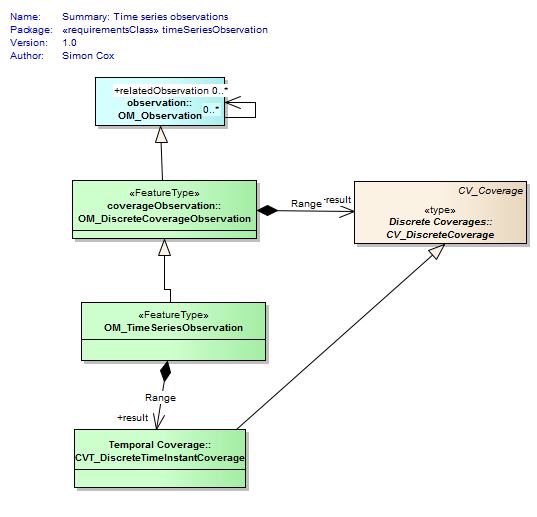 Name: Summary: Time series observations
Package: «requirementsClass» timeSeriesObservation
Version: 1.0
Author: Simon Cox
+relatedObservation 0..*
observation::
OM_Observation
0..*
«FeatureType»
coverageObservation::
OM_DiscreteCoverageObservation
Range
+result
CV_Coverage
«type»
Discrete Coverages::
CV_DiscreteCoverage
«FeatureType»
OM_TimeSeriesObservation
Range
+result
Temporal Coverage::
CVT_DiscreteTimeInstantCoverage